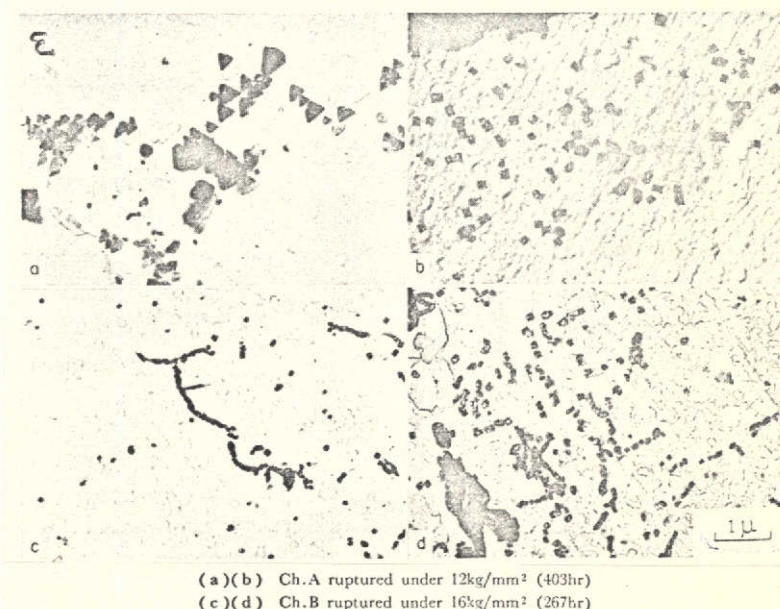 a
b
c
d
1μ
(a)(b) Ch.A ruptured under 12kg/mm² (403hr)
(c)(d) Ch.B ruptured under 16kg/mm² (267hr)